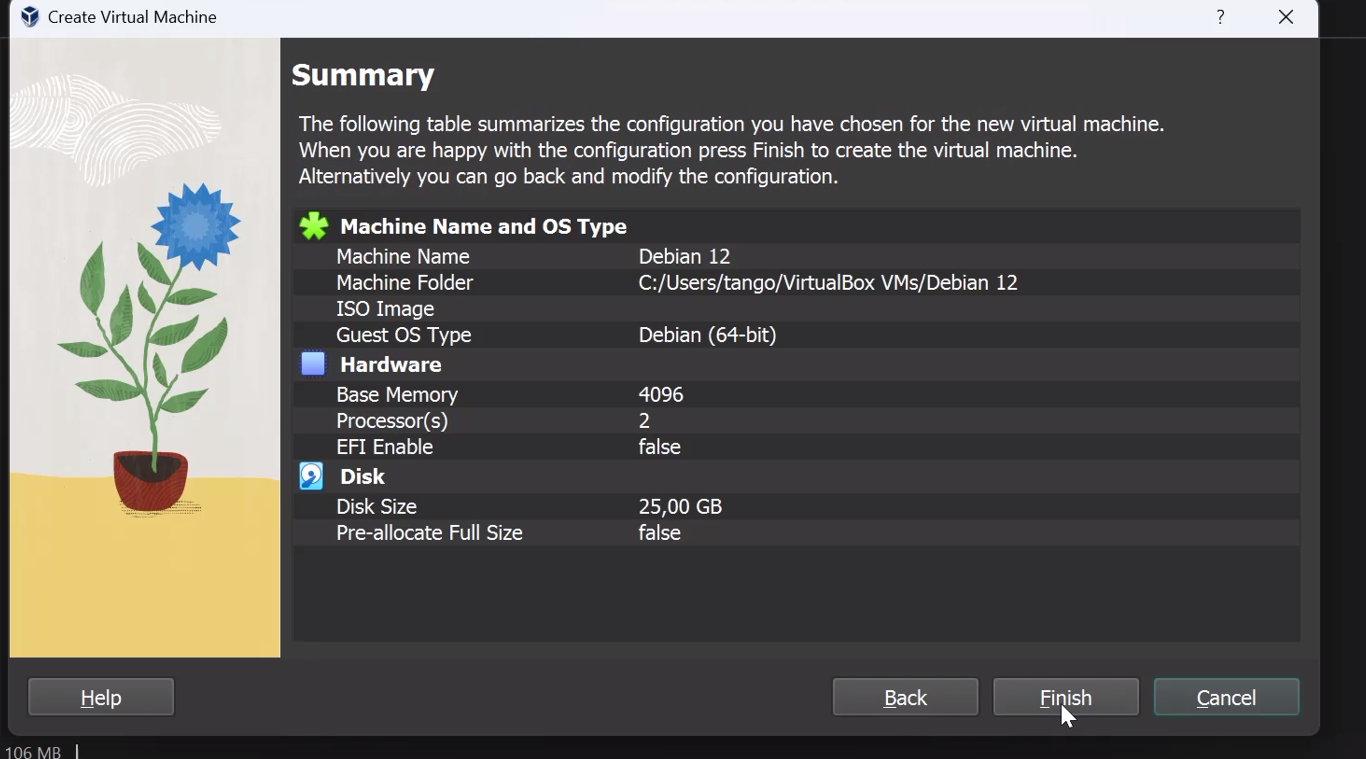 Create Virtual Machine
?
Summary
The following table summarizes the configuration you have chosen for the new virtual machine.
When you are happy with the configuration press Finish to create the virtual machine.
Alternatively you can go back and modify the configuration.
Machine Name and OS Type
Machine Name Debian 12
Machine Folder C:/Users/tango/VirtualBox VMs/Debian 12
ISO Image
Guest OS Type Debian (64-bit)
Hardware
Base Memory 4096
Processor(s) 2
EFI Enable false
Disk
Disk Size 25,00 GB
Pre-allocate Full Size false
Help Back Finish Cancel
106 MB